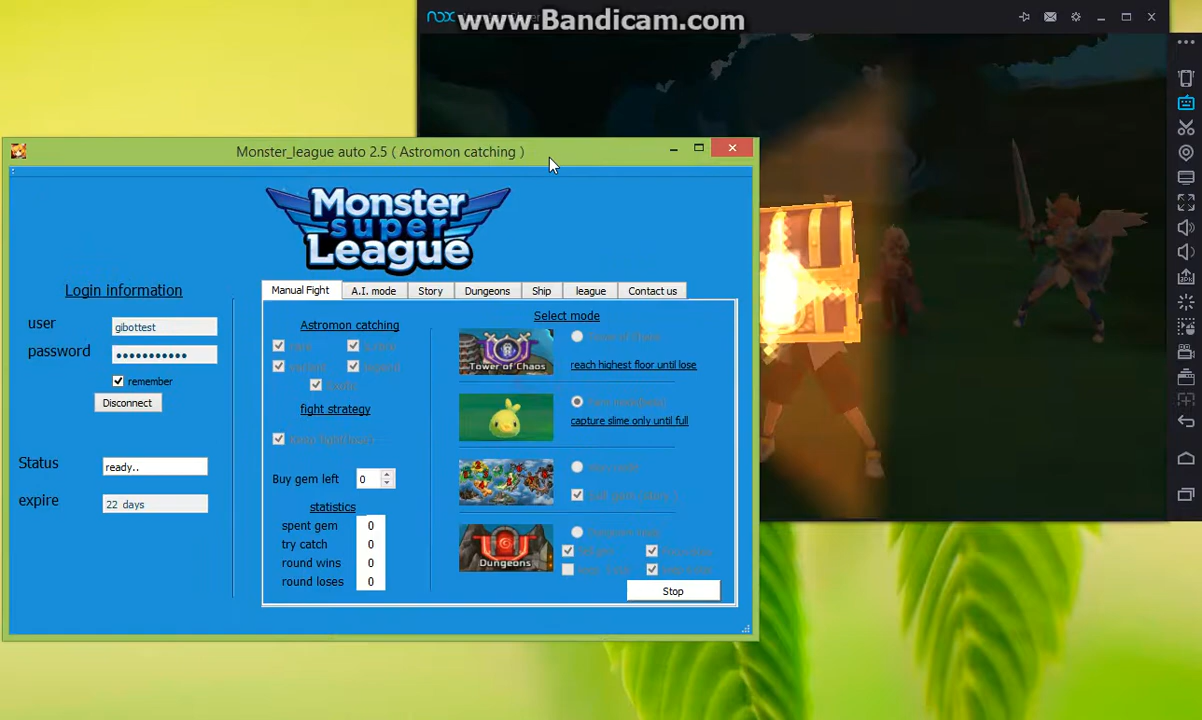 nox
www.Bandicam.com
Monster_league auto 2.5 ( Astromon catching )
Monster
super
League
Login information
user
gibottest
password
remember
Disconnect
Status
ready..
expire
22 days
Manual Fight
A.I. mode
Story
Dungeons
Ship
league
Contact us
Astromon catching
fight strategy
Buy gem left
0
statistics
spent gem
0
try catch
0
round wins
0
round loses
0
Select mode
Tower of Chaos
reach highest floor until lose
capture slime only until full
Dungeons
Stop